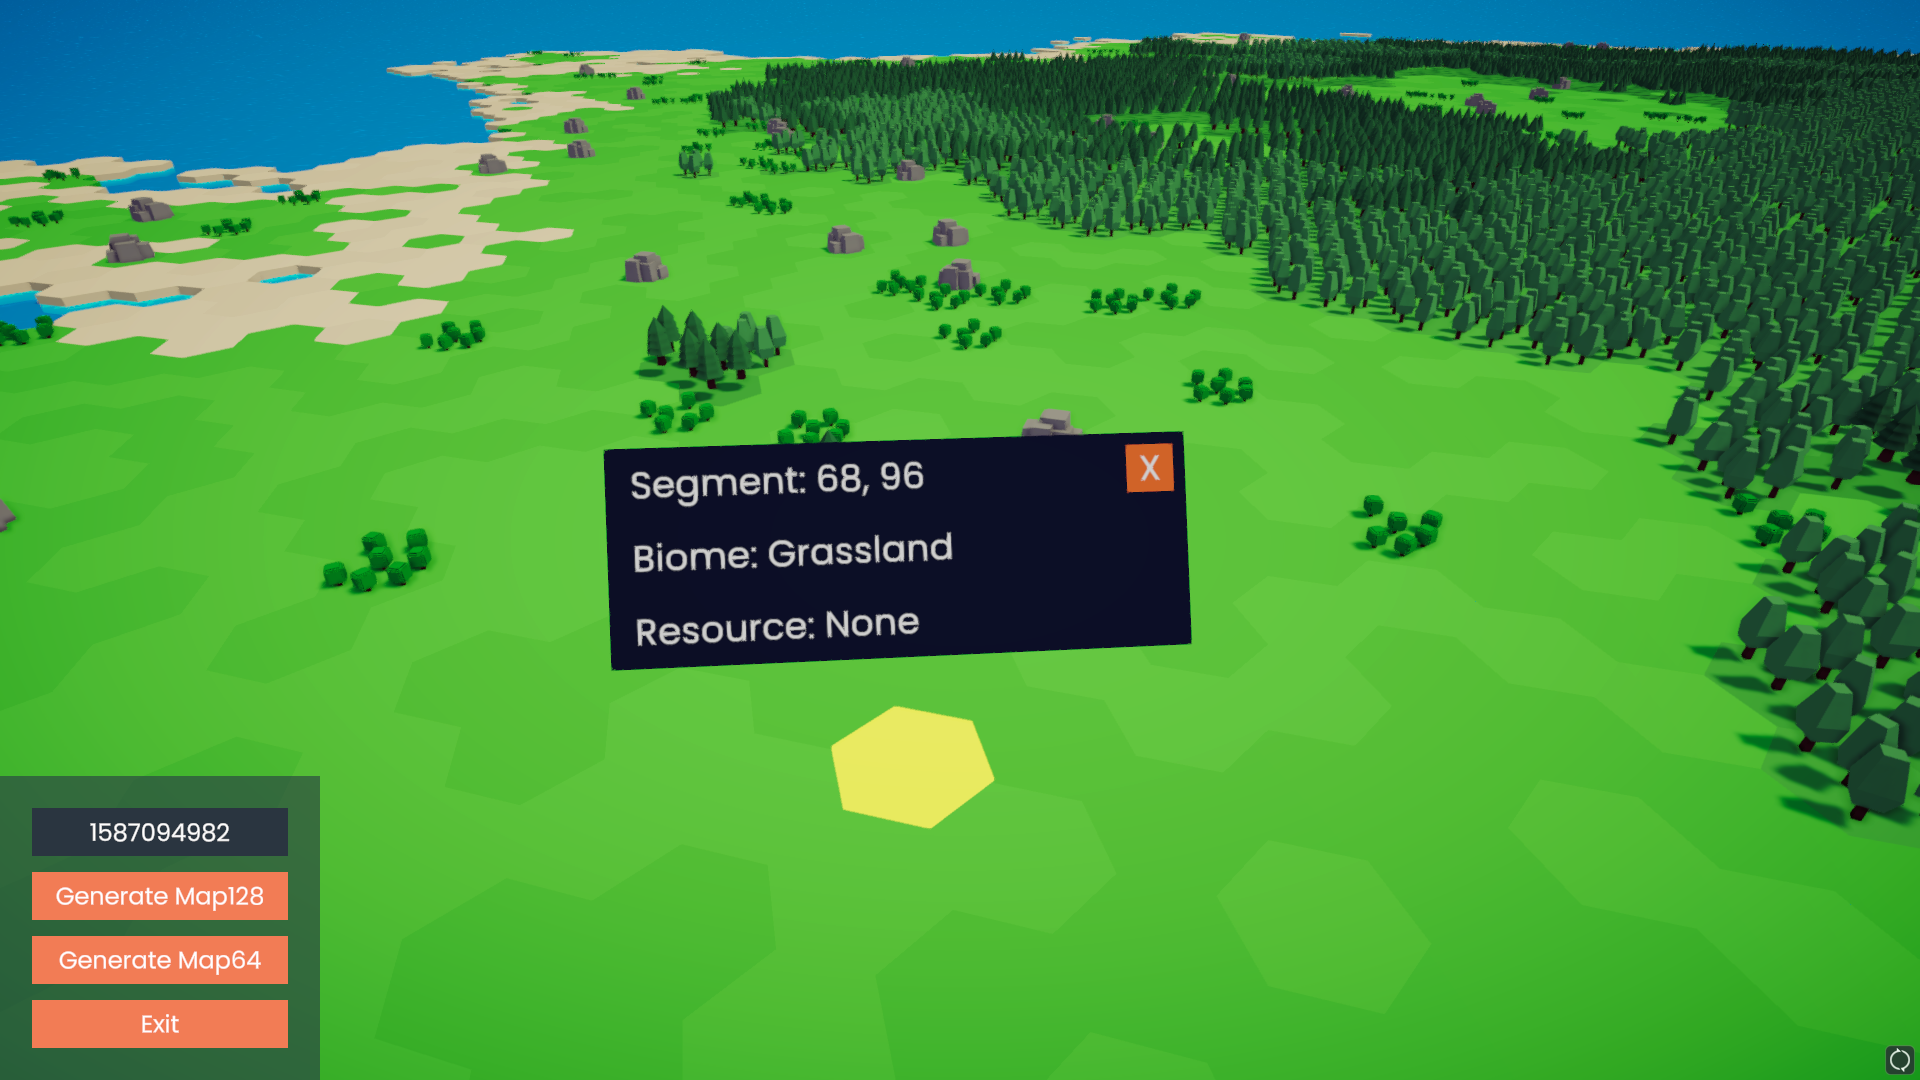 Segment: 68, 96
X
Biome: Grassland
Resource: None
1587094982
Generate Map128
Generate Map64
Exit